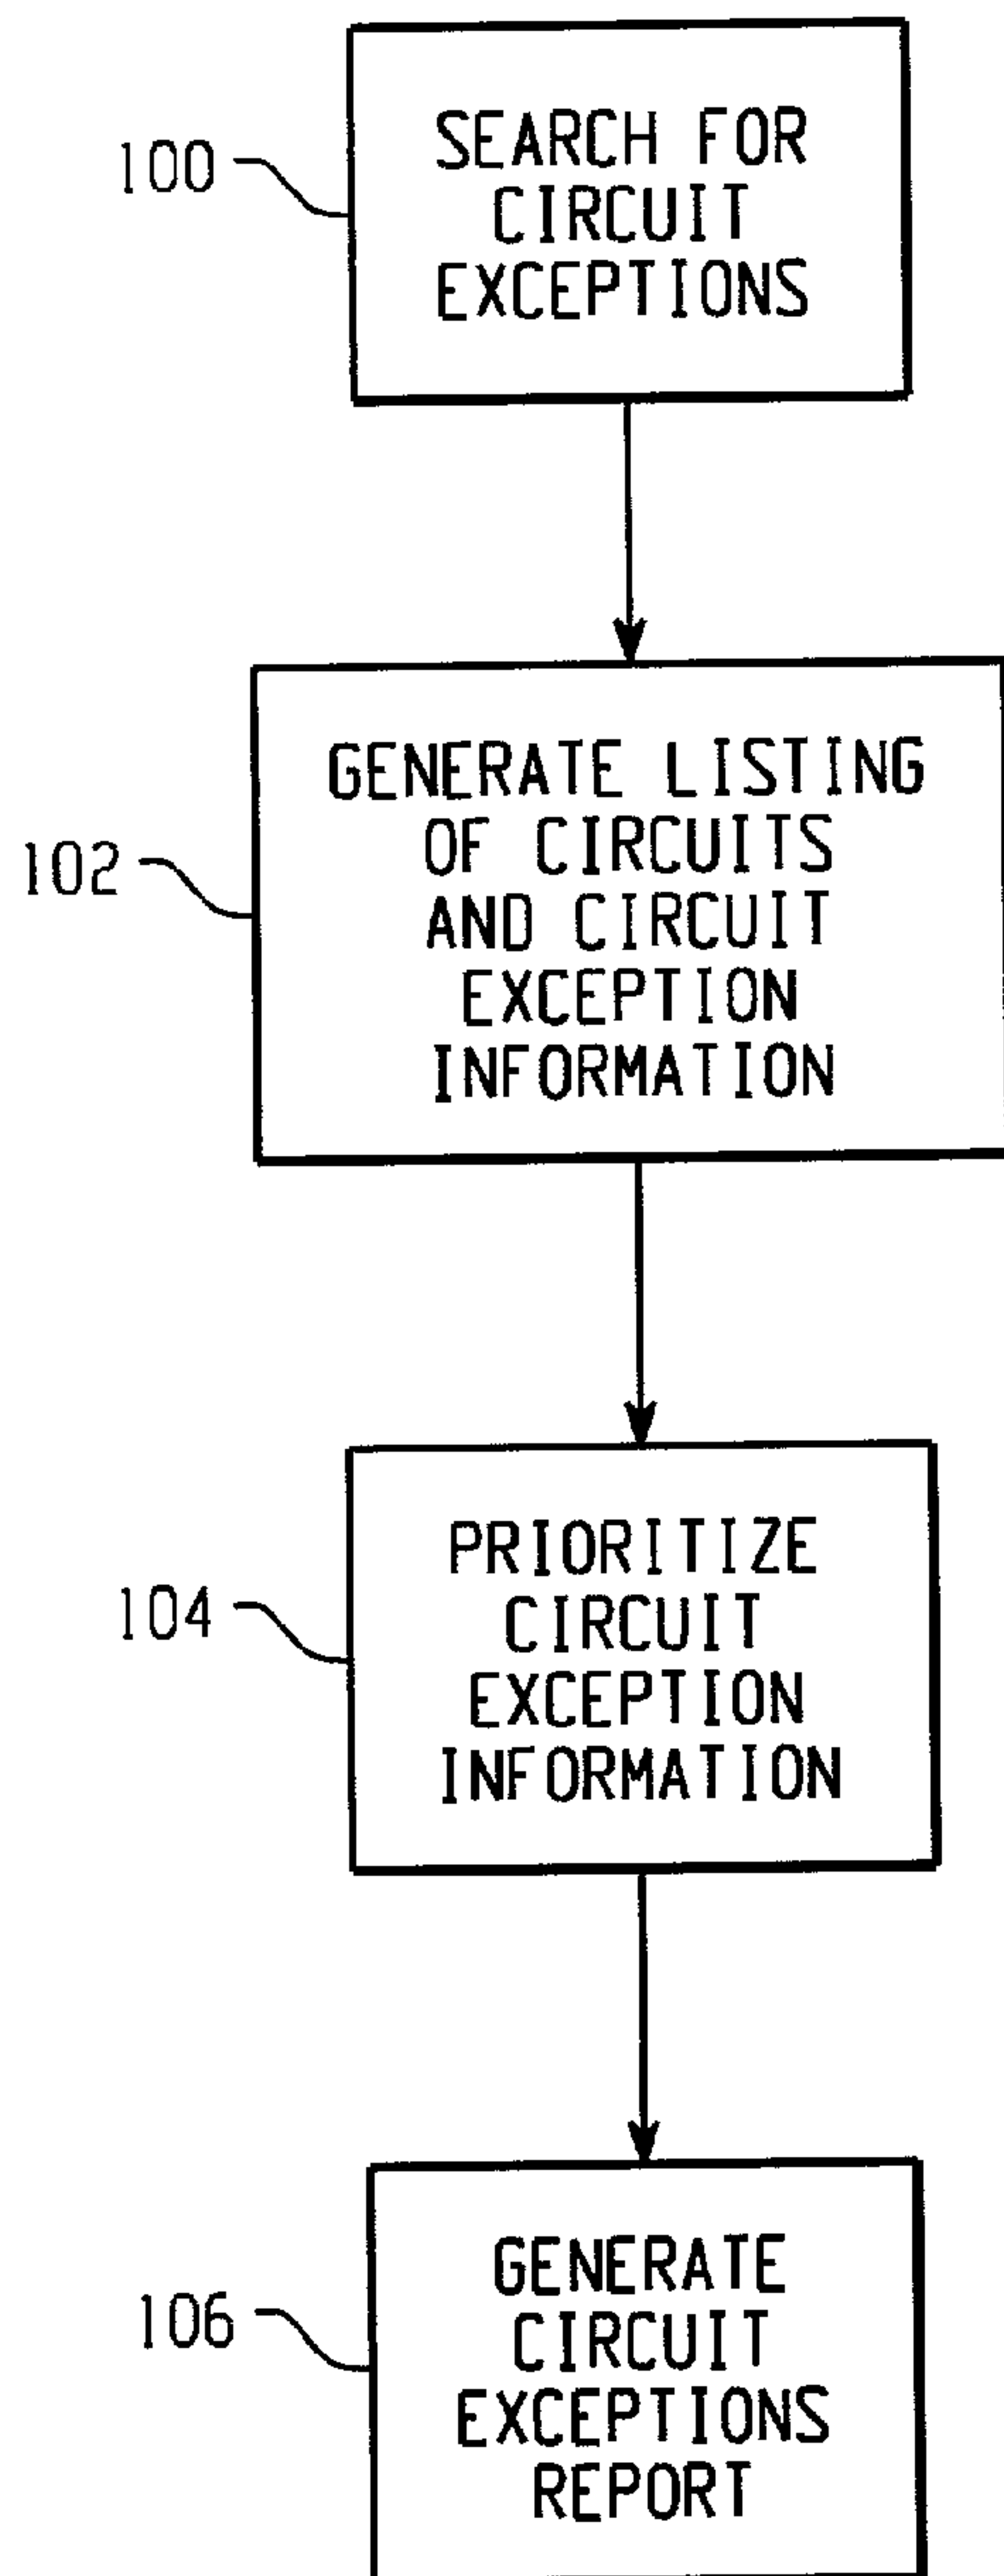 100
SEARCH FOR
CIRCUIT
EXCEPTIONS
102
GENERATE LISTING
OF CIRCUITS
AND CIRCUIT
EXCEPTION
INFORMATION
104
PRIORITIZE
CIRCUIT
EXCEPTION
INFORMATION
106
GENERATE
CIRCUIT
EXCEPTIONS
REPORT